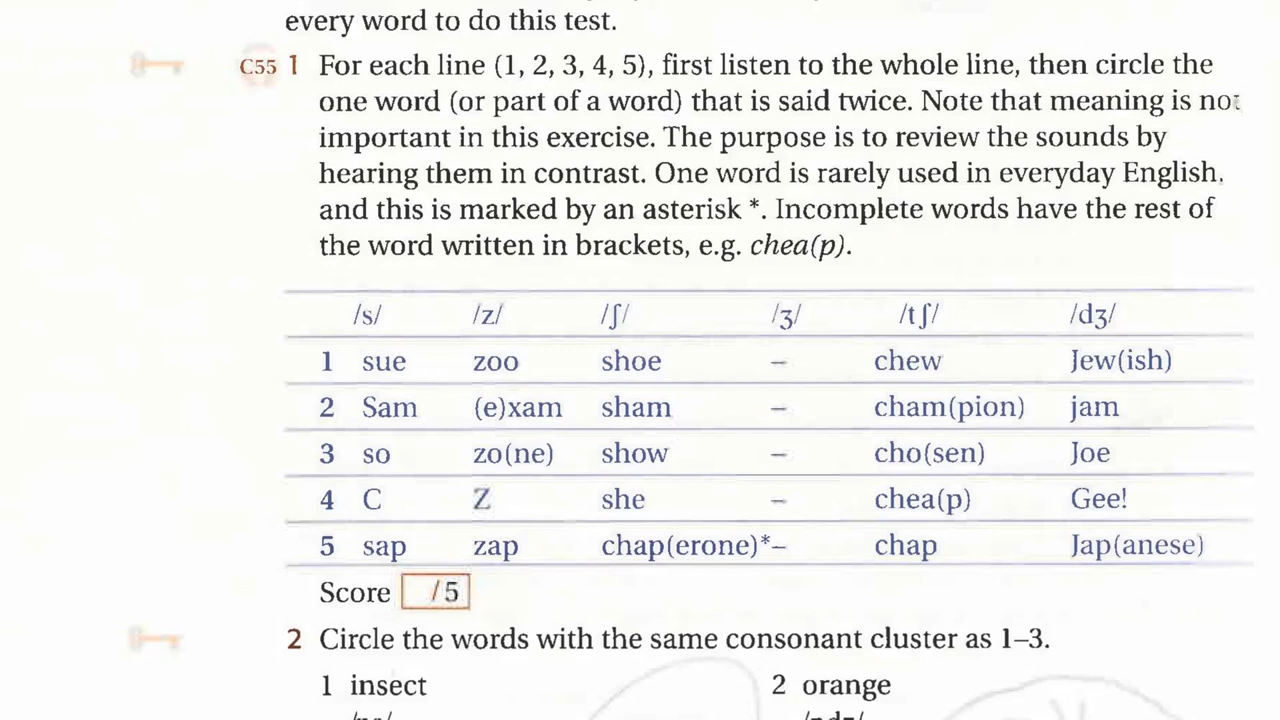 every word to do this test.
C55 1 For each line (1, 2, 3, 4, 5), first listen to the whole line, then circle the
one word (or part of a word) that is said twice. Note that meaning is not
important in this exercise. The purpose is to review the sounds by
hearing them in contrast. One word is rarely used in everyday English,
and this is marked by an asterisk *. Incomplete words have the rest of
the word written in brackets, e.g. chea(p).
/s/ /z/ /ʃ/ /ʒ/ /tʃ/ /dʒ/
1 sue zoo shoe – chew Jew(ish)
2 Sam (e)xam sham – cham(pion) jam
3 so zo(ne) show – cho(sen) Joe
4 C Z she – chea(p) Gee!
5 sap zap chap(erone)*– chap Jap(anese)
Score /5
2 Circle the words with the same consonant cluster as 1–3.
1 insect 2 orange